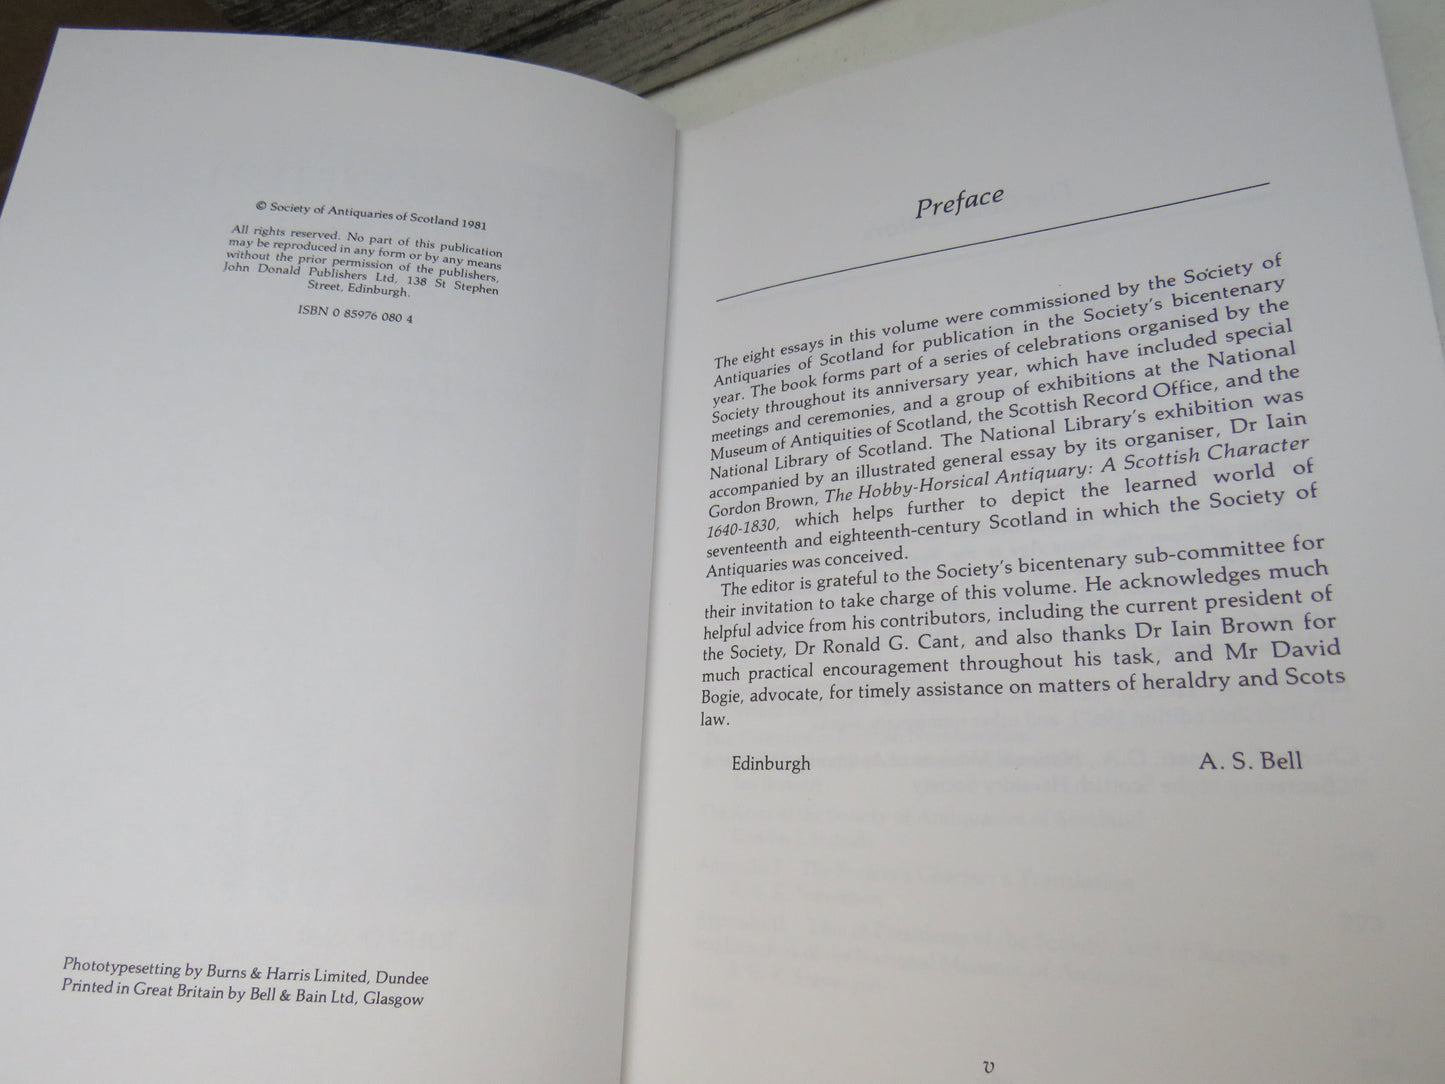 © Society of Antiquaries of Scotland 1981
All rights reserved. No part of this publication
may be reproduced in any form or by any means
without the prior permission of the publishers,
John Donald Publishers Ltd, 138 St Stephen
Street, Edinburgh.
ISBN 0 85976 080 4
Phototypesetting by Burns & Harris Limited, Dundee
Printed in Great Britain by Bell & Bain Ltd, Glasgow
Preface
The eight essays in this volume were commissioned by the Society of
Antiquaries of Scotland for publication in the Society's bicentenary
year. The book forms part of a series of celebrations organised by the
Society throughout its anniversary year, which have included special
meetings and ceremonies, and a group of exhibitions at the National
Museum of Antiquities of Scotland, the Scottish Record Office, and the
National Library of Scotland. The National Library's exhibition was
accompanied by an illustrated general essay by its organiser, Dr Iain
Gordon Brown, The Hobby-Horsical Antiquary: A Scottish Character
1640-1830, which helps further to depict the learned world of
seventeenth and eighteenth-century Scotland in which the Society of
Antiquaries was conceived.
The editor is grateful to the Society's bicentenary sub-committee for
their invitation to take charge of this volume. He acknowledges much
helpful advice from his contributors, including the current president of
the Society, Dr Ronald G. Cant, and also thanks Dr Iain Brown for
much practical encouragement throughout his task, and Mr David
Bogie, advocate, for timely assistance on matters of heraldry and Scots
law.
Edinburgh A. S. Bell
v